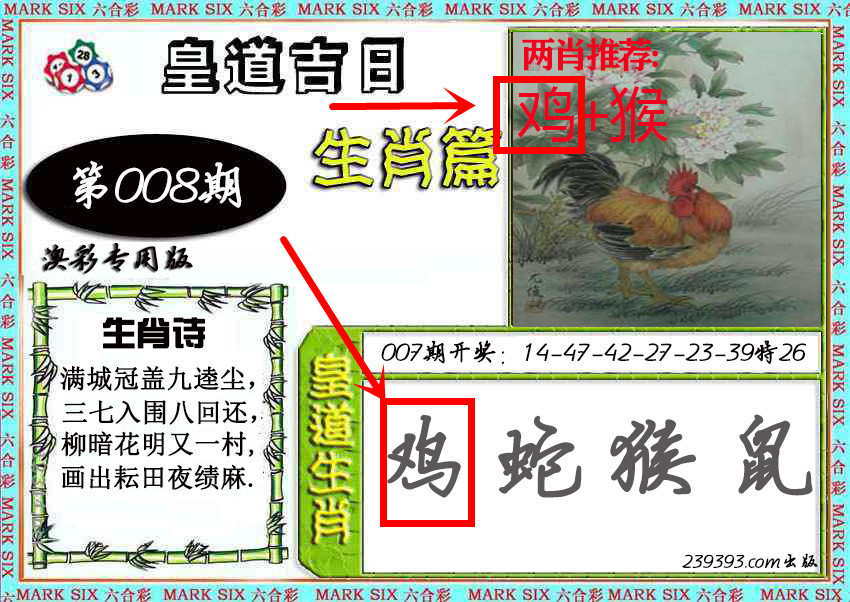 MARK SIX 六合彩 MARK SIX 六合彩 MARK SIX 六合彩 MARK SIX 六合彩 MARK SIX 六合彩 MARK SIX 六合彩
28
1
3
皇道吉日
生肖篇
两肖推荐:
鸡+猴
第008期
澳彩专用版
生肖诗
满城冠盖九逵尘，
三七入围八回还，
柳暗花明又一村，
画出耘田夜绩麻.
007期开奖：14-47-42-27-23-39特26
皇道生肖
鸡 蛇 猴 鼠
239393.com出版
MARK SIX 六合彩 MARK SIX 六合彩 MARK SIX 六合彩 MARK SIX 六合彩 MARK SIX 六合彩 MARK SIX